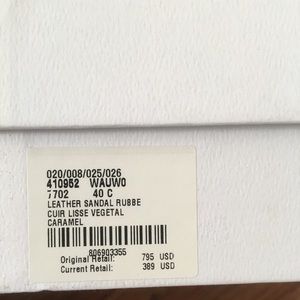 020/008/025/026
410952 WAUW0
7702 40 C
LEATHER SANDAL RUBBE
CUIR LISSE VEGETAL
CARAMEL
806903355
Original Retail: 795 USD
Current Retail: 389 USD